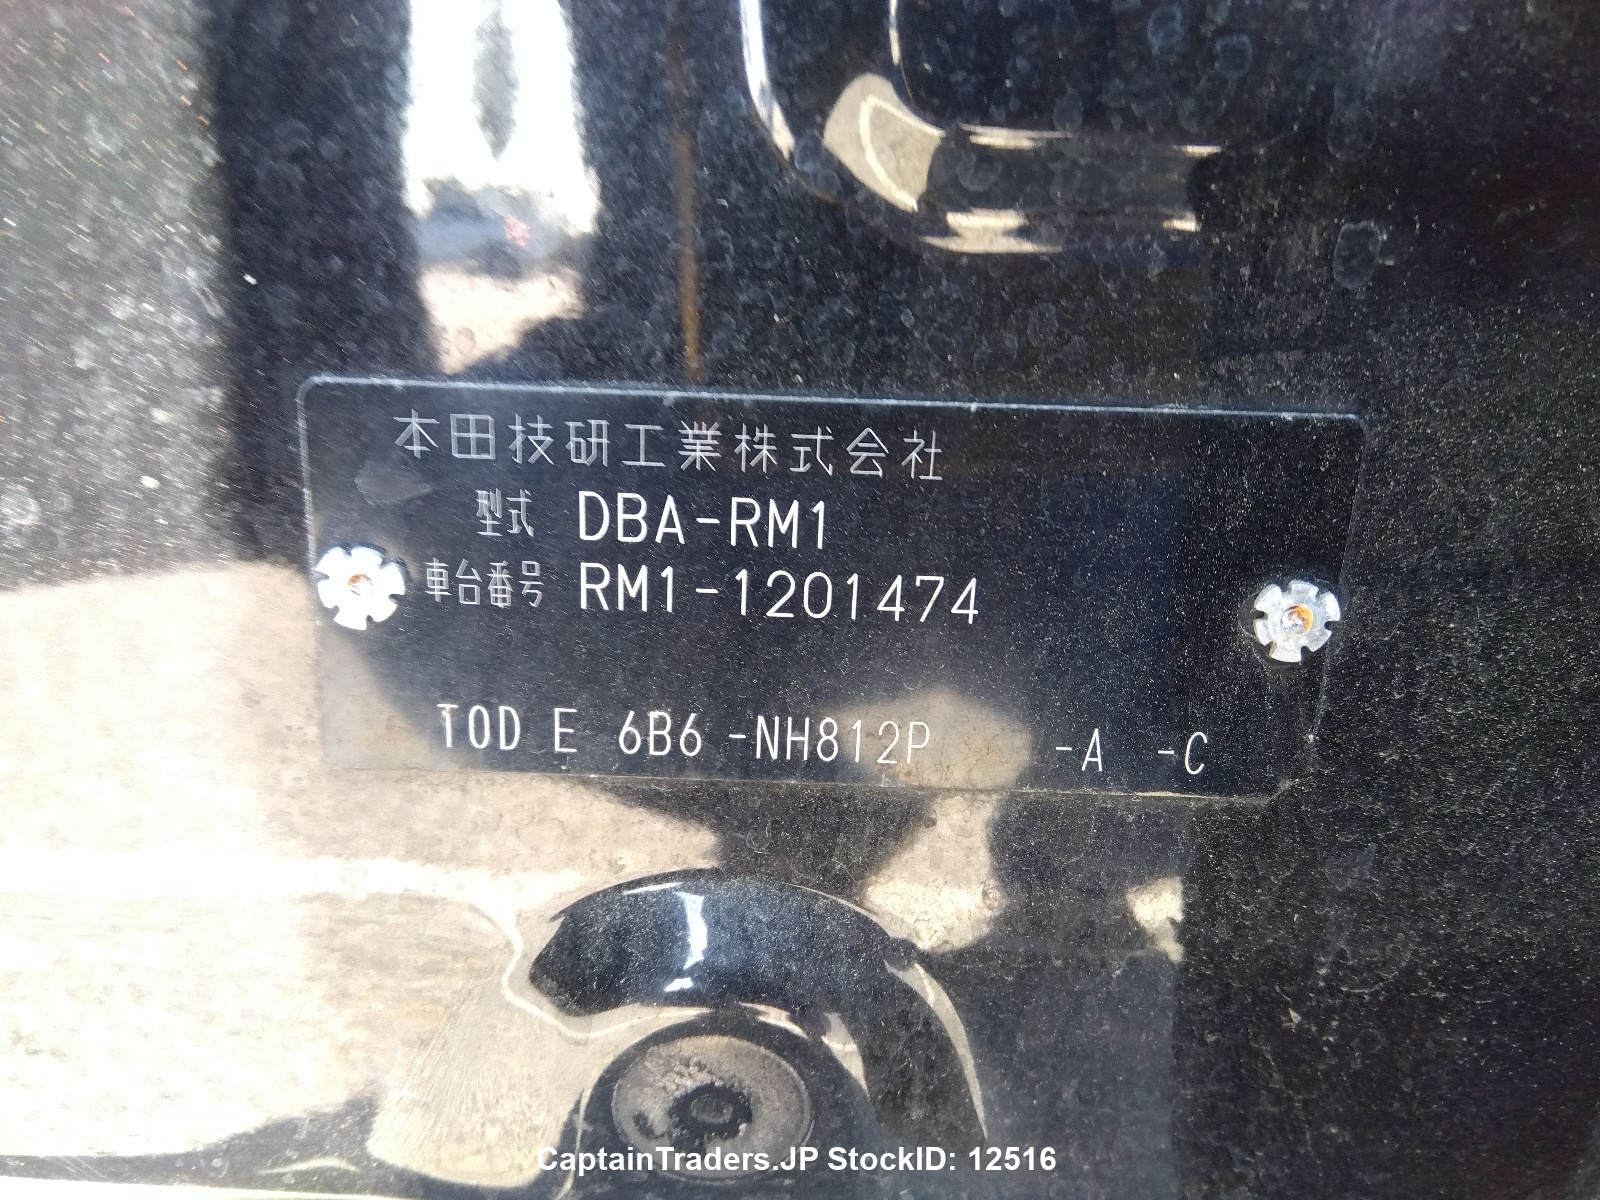 本田技研工業株式会社
型式 DBA-RM1
車台番号 RM1-1201474
TOD E 6B6 -NH812P -A -C
CaptainTraders.JP StockID: 12516